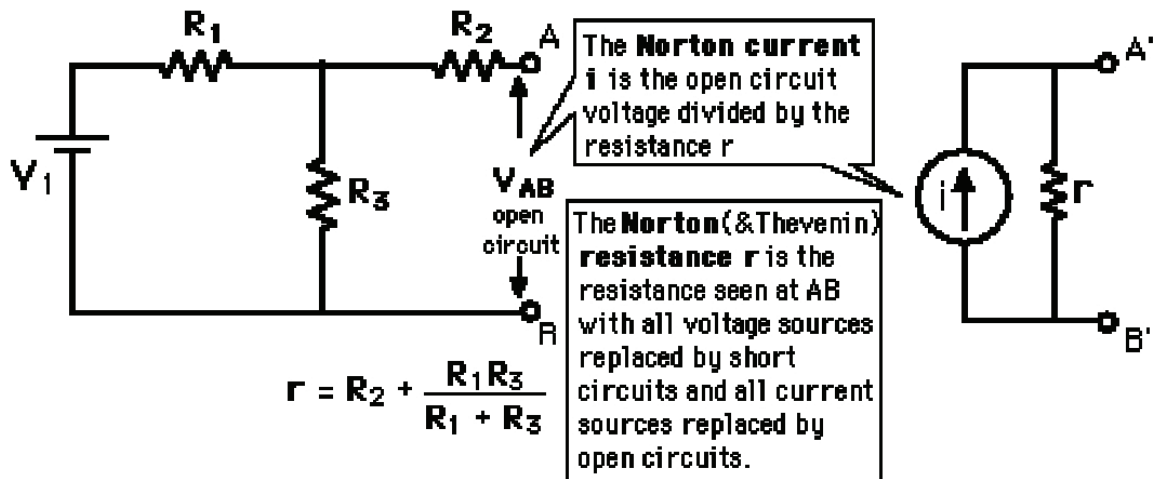 R1
R2
A
V1
R3
VAB
open
circuit
R
r = R2 + R1R3 / R1 + R3
The Norton current
i is the open circuit
voltage divided by the
resistance r
The Norton(&Thevenin)
resistance r is the
resistance seen at AB
with all voltage sources
replaced by short
circuits and all current
sources replaced by
open circuits.
A'
i
r
B'